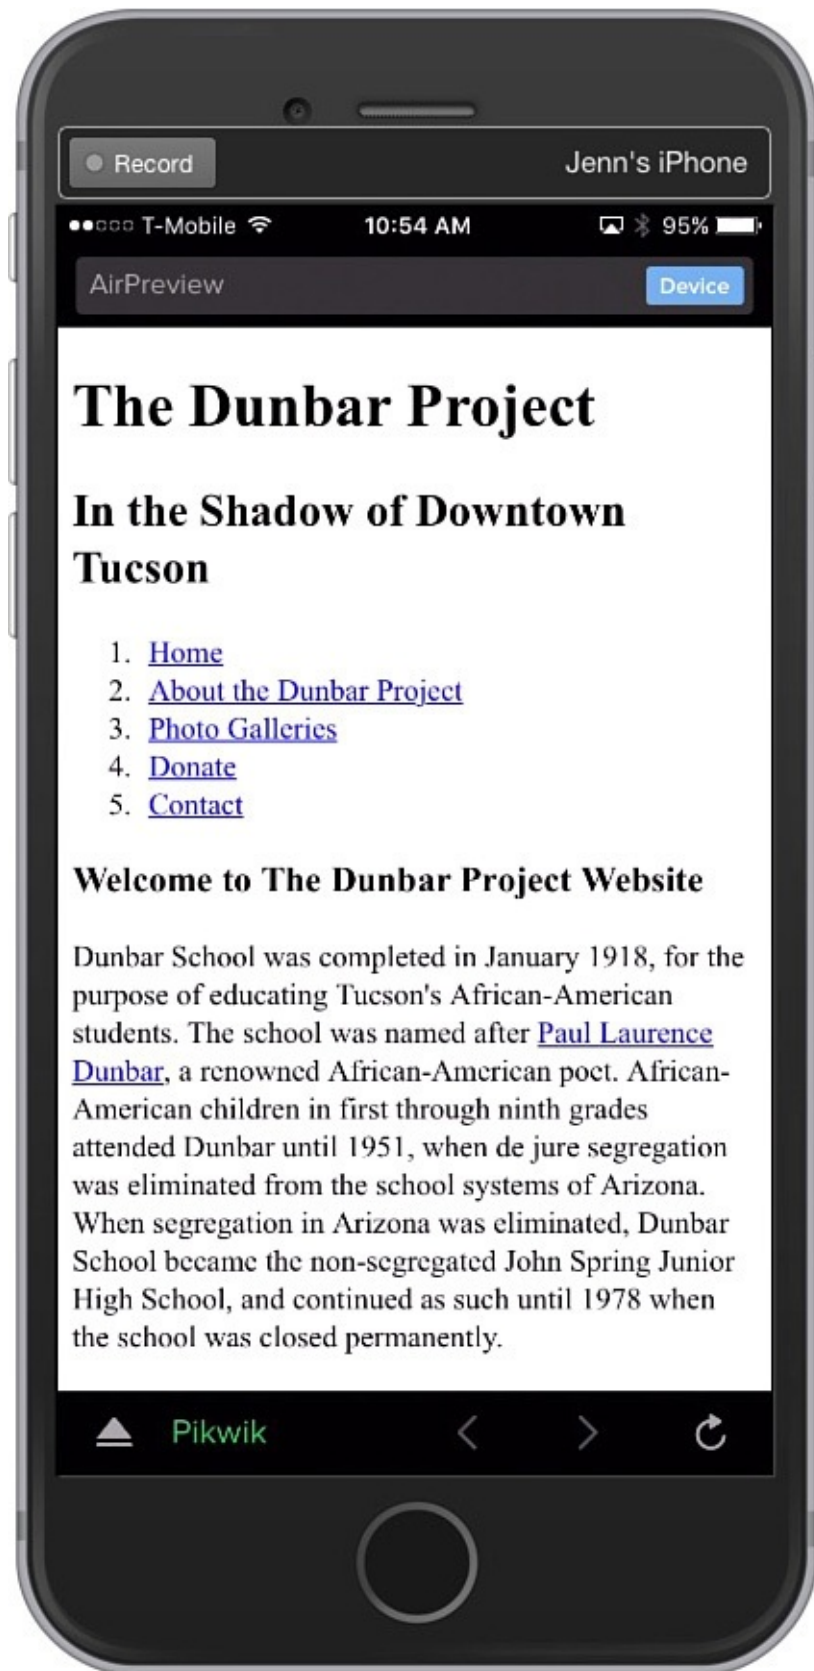 Record Jenn's iPhone
T-Mobile 10:54 AM 95%
AirPreview Device
The Dunbar Project
In the Shadow of Downtown
Tucson
1. Home
2. About the Dunbar Project
3. Photo Galleries
4. Donate
5. Contact
Welcome to The Dunbar Project Website
Dunbar School was completed in January 1918, for the
purpose of educating Tucson's African-American
students. The school was named after Paul Laurence
Dunbar, a renowned African-American poet. African-
American children in first through ninth grades
attended Dunbar until 1951, when de jure segregation
was eliminated from the school systems of Arizona.
When segregation in Arizona was eliminated, Dunbar
School became the non-segregated John Spring Junior
High School, and continued as such until 1978 when
the school was closed permanently.
Pikwik